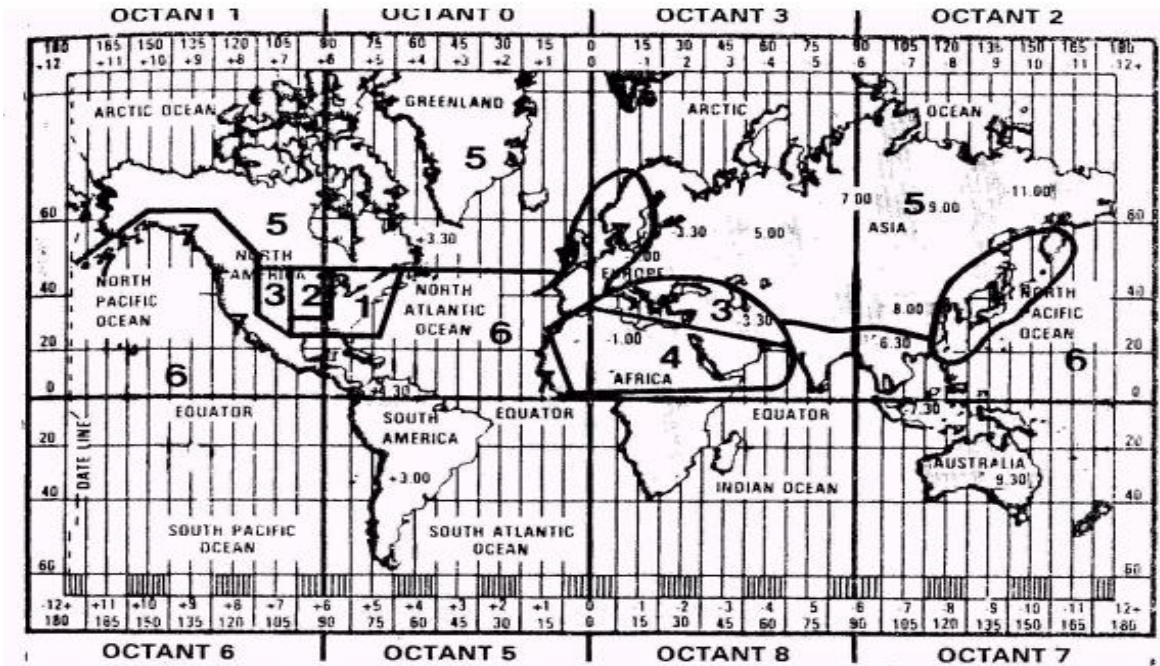 OCTANT 1 OCTANT 0 OCTANT 3 OCTANT 2
180 165 150 135 120 105 90 75 60 45 30 15 0 15 30 45 60 75 90 105 120 135 150 165 180
+12 +11 +10 +9 +8 +7 +6 +5 +4 +3 +2 +1 0 -1 -2 -3 -4 -5 -6 -7 -8 9 -10 -11 -12+
ARCTIC OCEAN GREENLAND ARCTIC OCEAN
5
7.00 5 9.00 -11.00
60 5 +3.30 -3.30 5.00 ASIA 60
7 7
NORTH AMERICA EUROPE
NORTH PACIFIC OCEAN
3 2 1
NORTH ATLANTIC OCEAN
3 -3.30
8.00 1 NORTH PACIFIC OCEAN
40 6 40
7 -1.00 4 6.30 6
20 20
6 7 AFRICA
0 0
EQUATOR EQUATOR EQUATOR
+4.30 -7.30
SOUTH AMERICA
20 20
DATE LINE
+3.00
AUSTRALIA
9.30
INDIAN OCEAN
40 40
SOUTH PACIFIC OCEAN
SOUTH ATLANTIC OCEAN
60 60
-12+ +11 +10 +9 +8 +7 +6 +5 +4 +3 +2 +1 0 -1 -2 -3 -4 5 -6 -7 -8 -9 -10 -11 12+
180 165 150 135 120 105 90 75 60 45 30 15 0 15 30 45 60 75 90 105 120 135 150 165 180
OCTANT 6 OCTANT 5 OCTANT 8 OCTANT 7